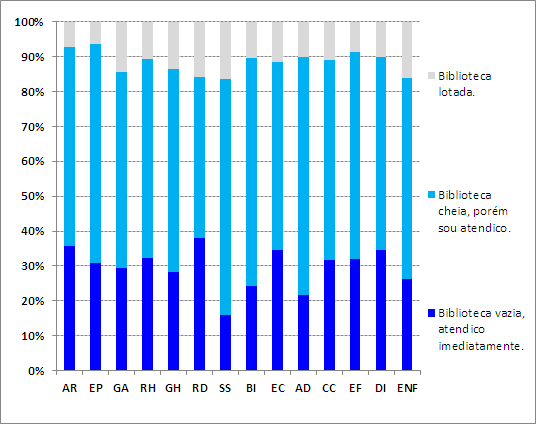 100%
90%
80%
70%
60%
50%
40%
30%
20%
10%
0%
AR EP GA RH GH RD SS BI EC AD CC EF DI ENF
Biblioteca
lotada.
Biblioteca
cheia, porém
sou atendico.
Biblioteca vazia,
atendico
imediatamente.